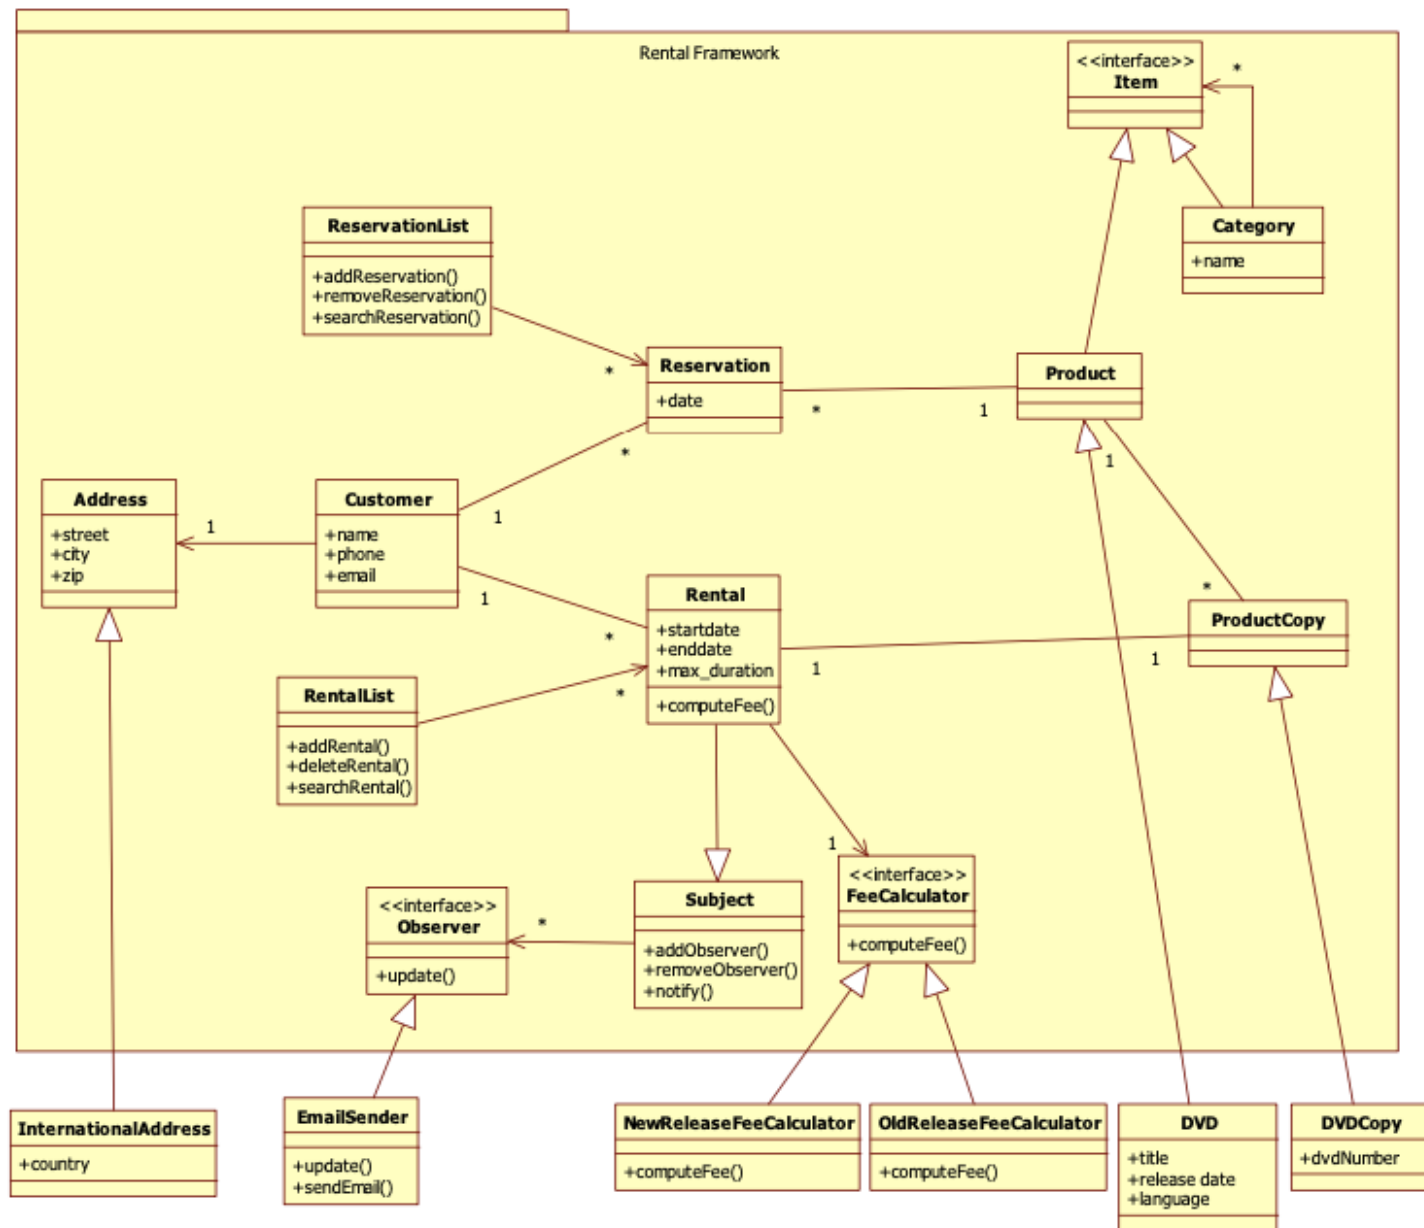 Rental Framework
<<interface>>
Item
*
Category
+name
ReservationList
+addReservation()
+removeReservation()
+searchReservation()
*
Reservation
+date
*
1
Product
1
*
1
Address
+street
+city
+zip
1
Customer
+name
+phone
+email
1
*
Rental
+startdate
+enddate
+max_duration
+computeFee()
1
1
*
ProductCopy
RentalList
+addRental()
+deleteRental()
+searchRental()
*
1
<<interface>>
Observer
+update()
*
Subject
+addObserver()
+removeObserver()
+notify()
<<interface>>
FeeCalculator
+computeFee()
InternationalAddress
+country
EmailSender
+update()
+sendEmail()
NewReleaseFeeCalculator
+computeFee()
OldReleaseFeeCalculator
+computeFee()
DVD
+title
+release date
+language
DVDCopy
+dvdNumber